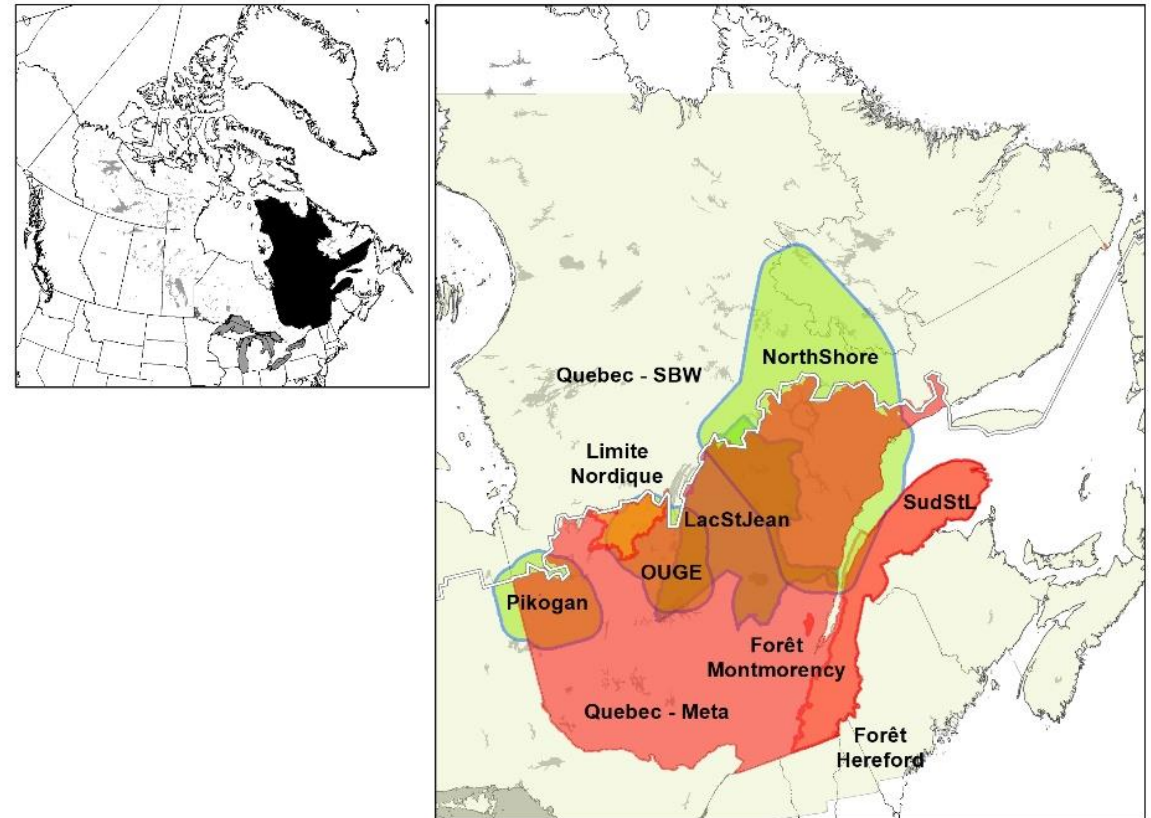 NorthShore
Quebec - SBW
Limite
Nordique
SudStL
LacStJean
OUGE
Pikogan
Forêt
Montmorency
Quebec - Meta
Forêt
Hereford